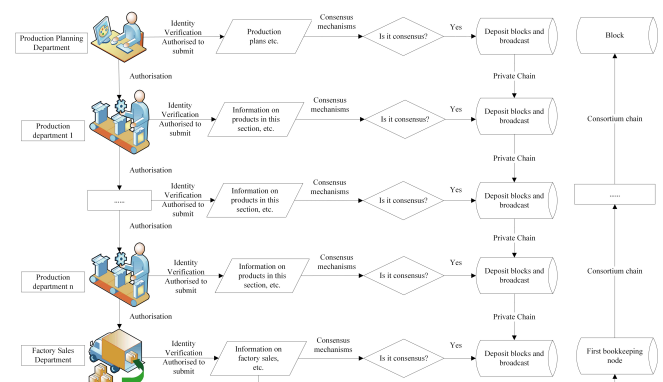 Production Planning
Department
Identity
Verification
Authorised to
submit
Production
plans etc.
Consensus
mechanisms
Is it consensus?
Yes
Deposit blocks and
broadcast
Block
Authorisation
Private Chain
Production
department 1
Identity
Verification
Authorised to
submit
Information on
products in this
section, etc.
Consensus
mechanisms
Is it consensus?
Yes
Deposit blocks and
broadcast
Consortium chain
Authorisation
Private Chain
......
Identity
Verification
Authorised to
submit
Information on
products in this
section, etc.
Consensus
mechanisms
Is it consensus?
Yes
Deposit blocks and
broadcast
......
Authorisation
Private Chain
Production
department n
Identity
Verification
Authorised to
submit
Information on
products in this
section, etc.
Consensus
mechanisms
Is it consensus?
Yes
Deposit blocks and
broadcast
Consortium chain
Authorisation
Private Chain
Factory Sales
Department
Identity
Verification
Authorised to
submit
Information on
factory sales,
etc.
Consensus
mechanisms
Is it consensus?
Yes
Deposit blocks and
broadcast
First bookkeeping
node